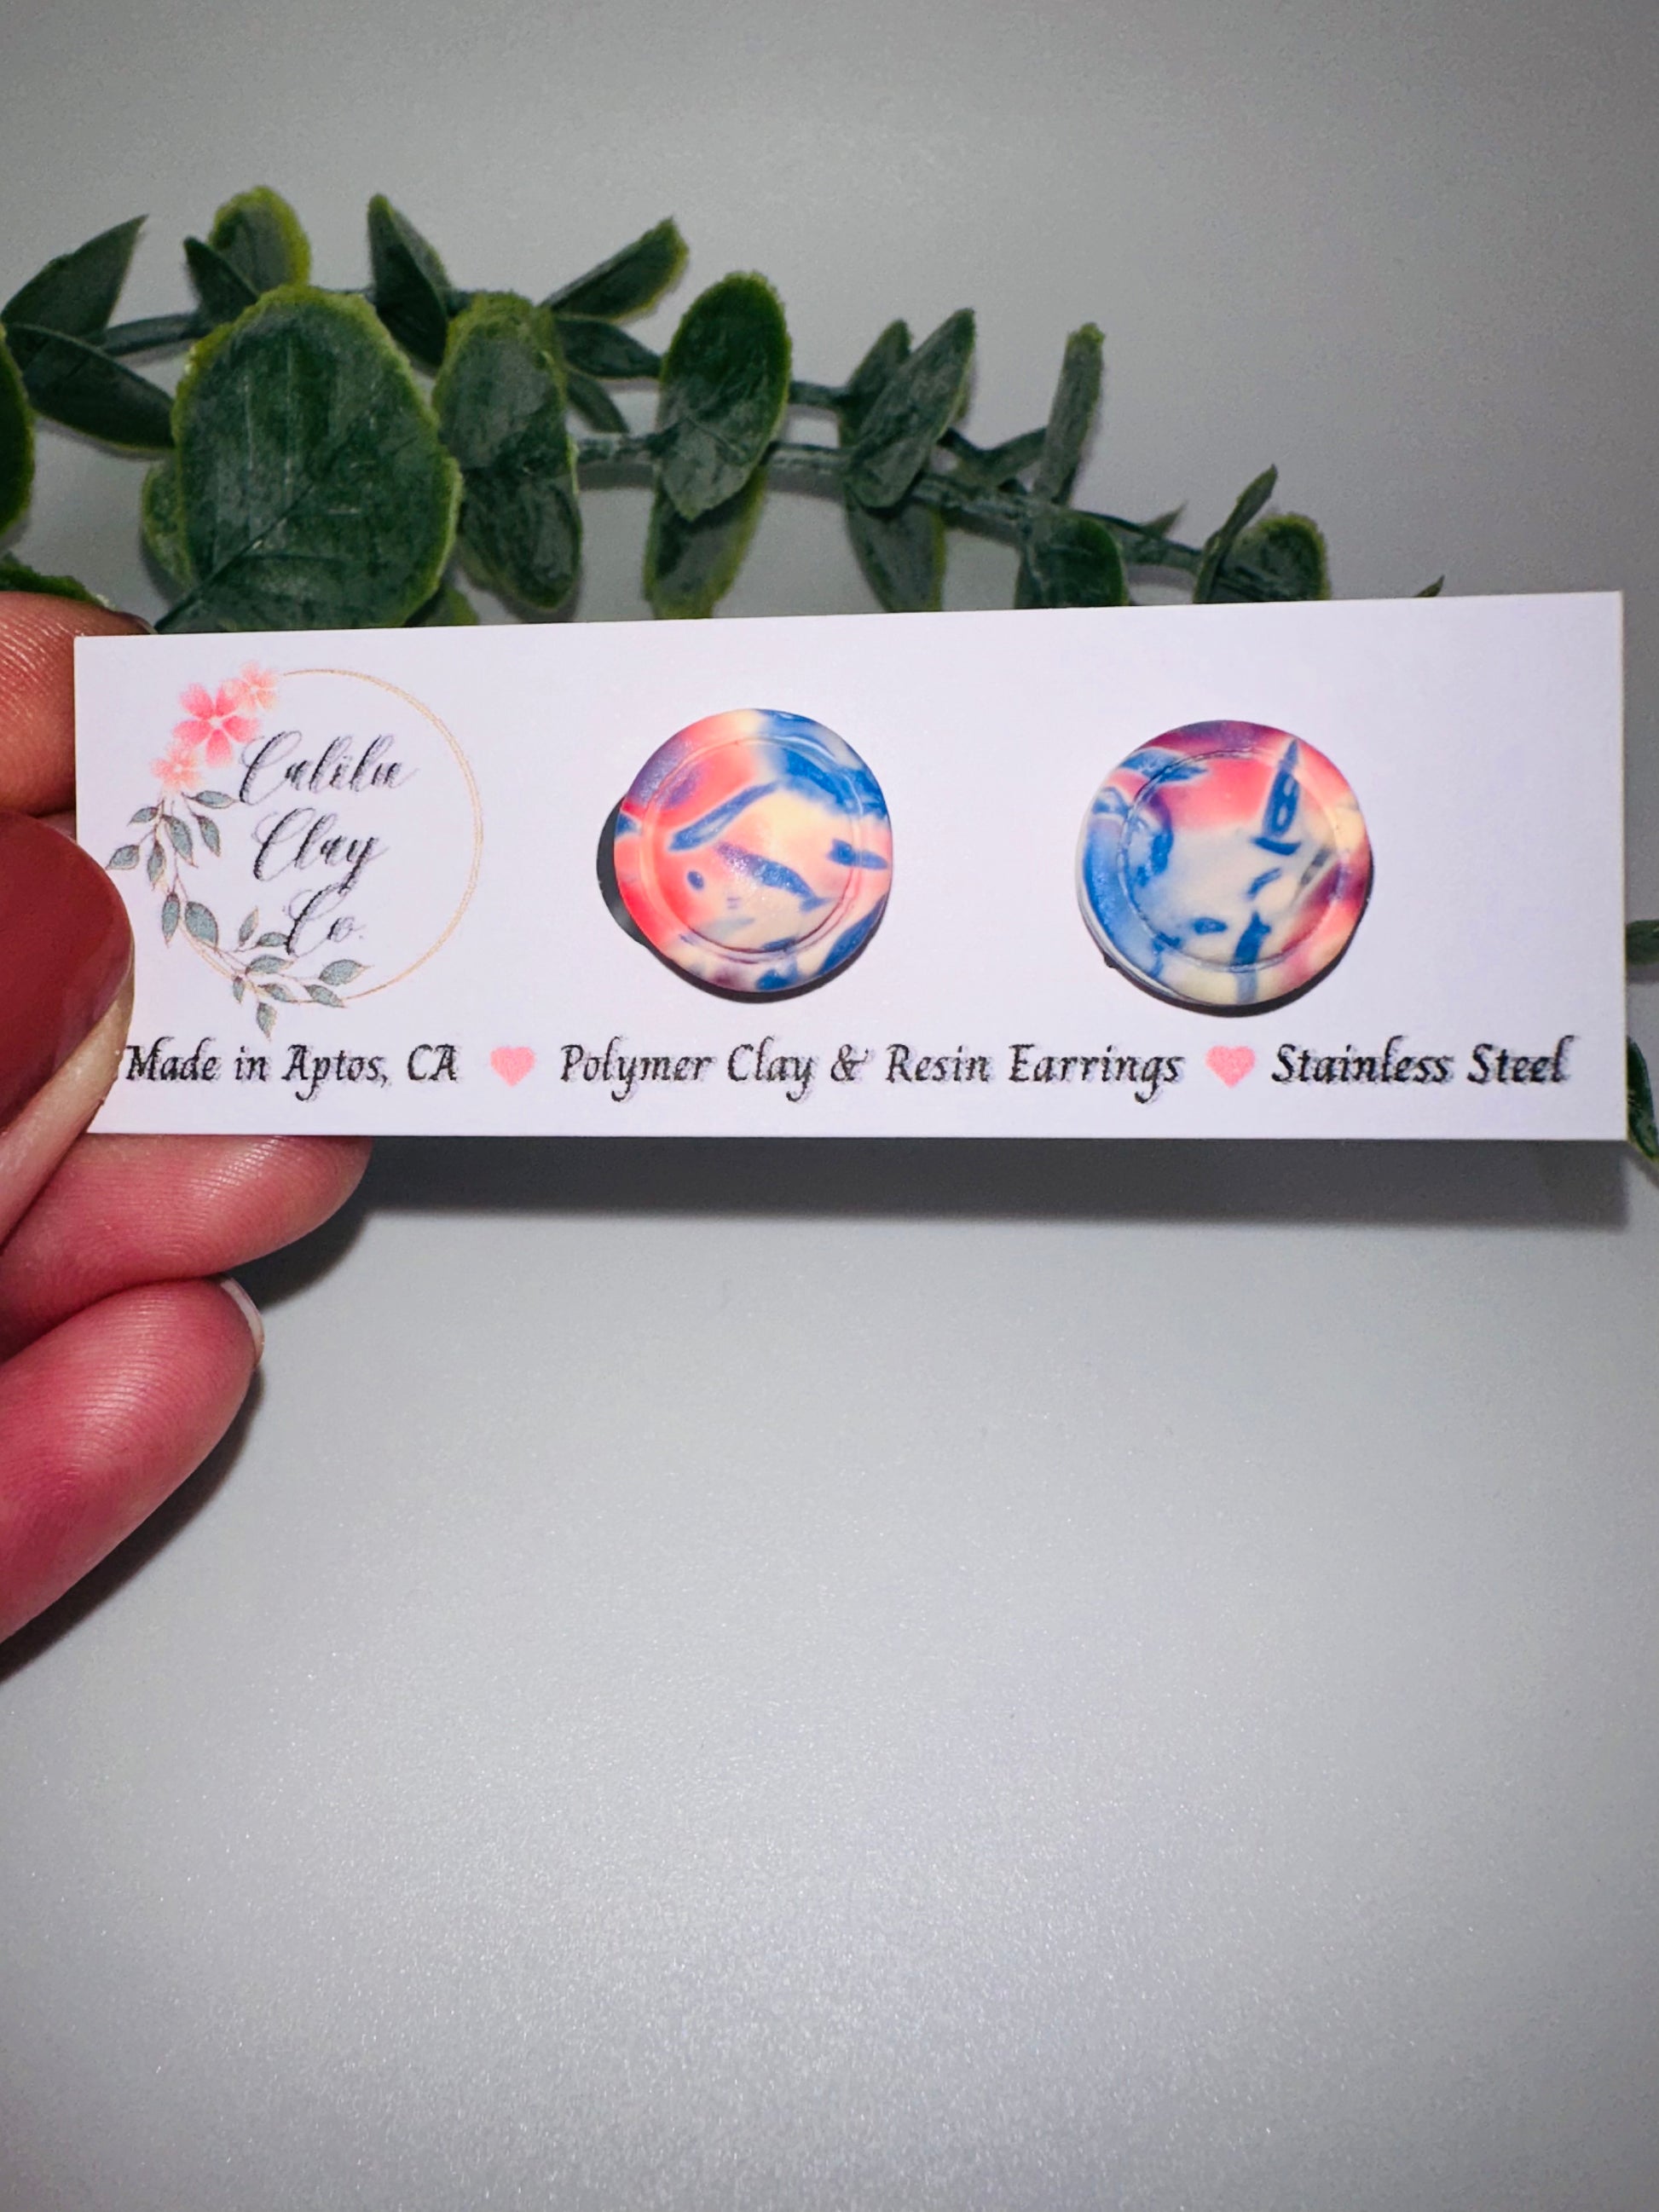 Calilu
Clay
Co.
Made in Aptos, CA ♥ Polymer Clay & Resin Earrings ♥ Stainless Steel